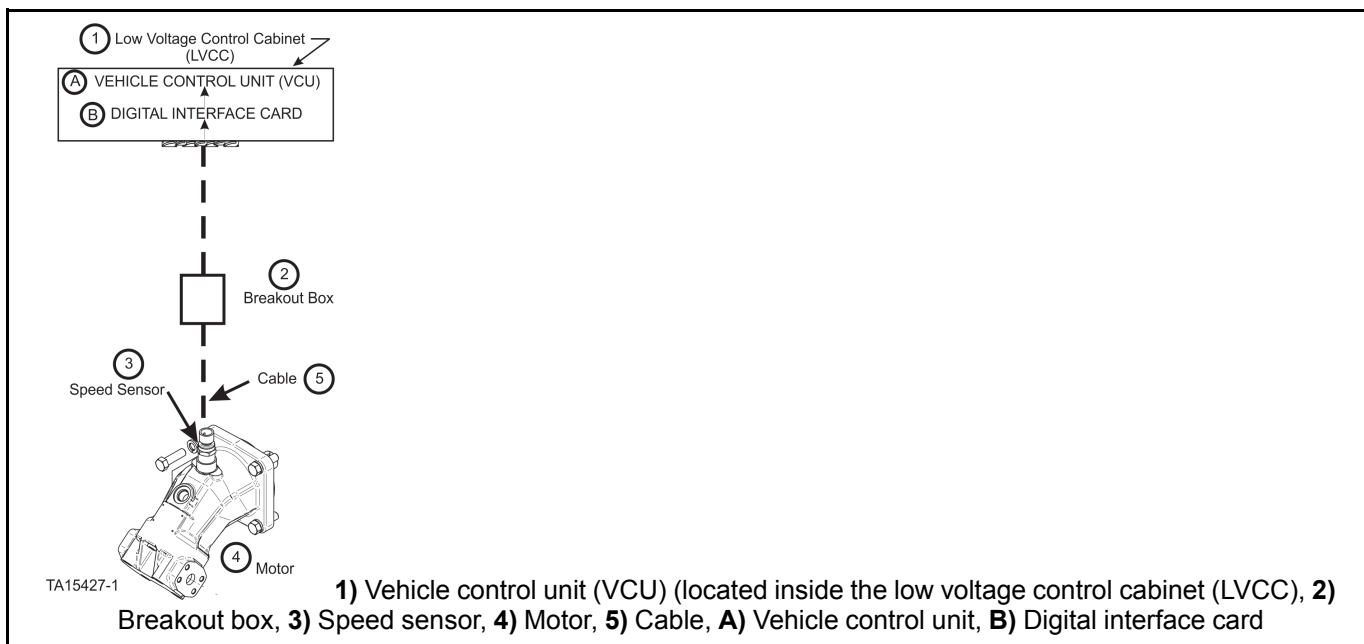 1 Low Voltage Control Cabinet
(LVCC)
A VEHICLE CONTROL UNIT (VCU)
B DIGITAL INTERFACE CARD
2
Breakout Box
3
Speed Sensor
Cable 5
4 Motor
TA15427-1
1) Vehicle control unit (VCU) (located inside the low voltage control cabinet (LVCC), 2)
Breakout box, 3) Speed sensor, 4) Motor, 5) Cable, A) Vehicle control unit, B) Digital interface card